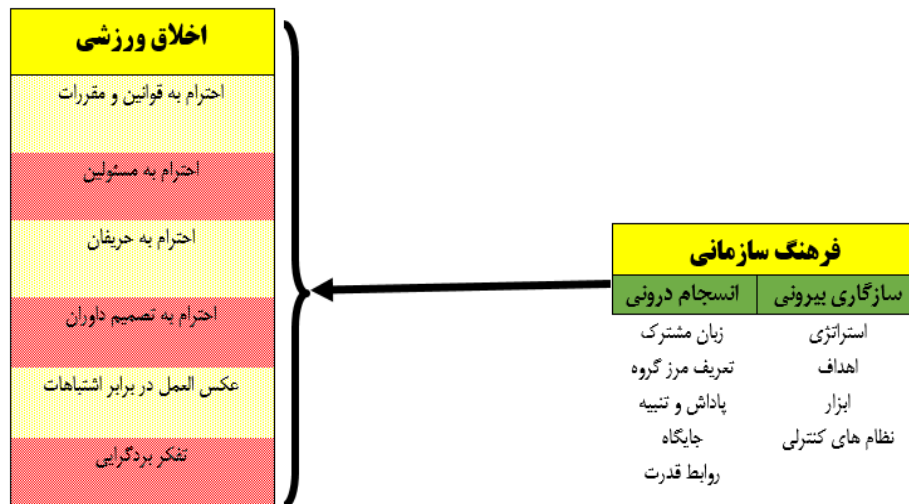 اخلاق ورزشی
احترام به قوانین و مقررات
احترام به مسئولین
احترام به حریفان
احترام به تصمیم داوران
عکس العمل در برابر اشتباهات
تفکر بردگرایی
فرهنگ سازمانی
سازگاری بیرونی
انسجام درونی
استراتژی
زبان مشترک
اهداف
تعریف مرز گروه
ابزار
پاداش و تنبیه
نظام های کنترلی
جایگاه
روابط قدرت